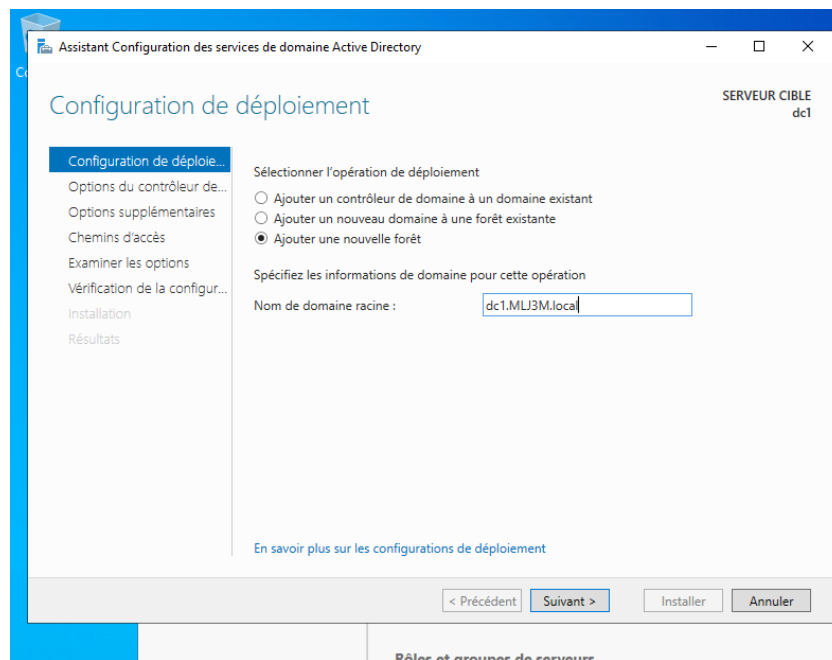 Assistant Configuration des services de domaine Active Directory
Configuration de déploiement
SERVEUR CIBLE
dc1
Configuration de déploie...
Options du contrôleur de...
Options supplémentaires
Chemins d'accès
Examiner les options
Vérification de la configur...
Installation
Résultats
Sélectionner l'opération de déploiement
Ajouter un contrôleur de domaine à un domaine existant
Ajouter un nouveau domaine à une forêt existante
Ajouter une nouvelle forêt
Spécifiez les informations de domaine pour cette opération
Nom de domaine racine : dc1.MLJ3M.local
En savoir plus sur les configurations de déploiement
< Précédent Suivant > Installer Annuler
Rôles et groupes de serveurs